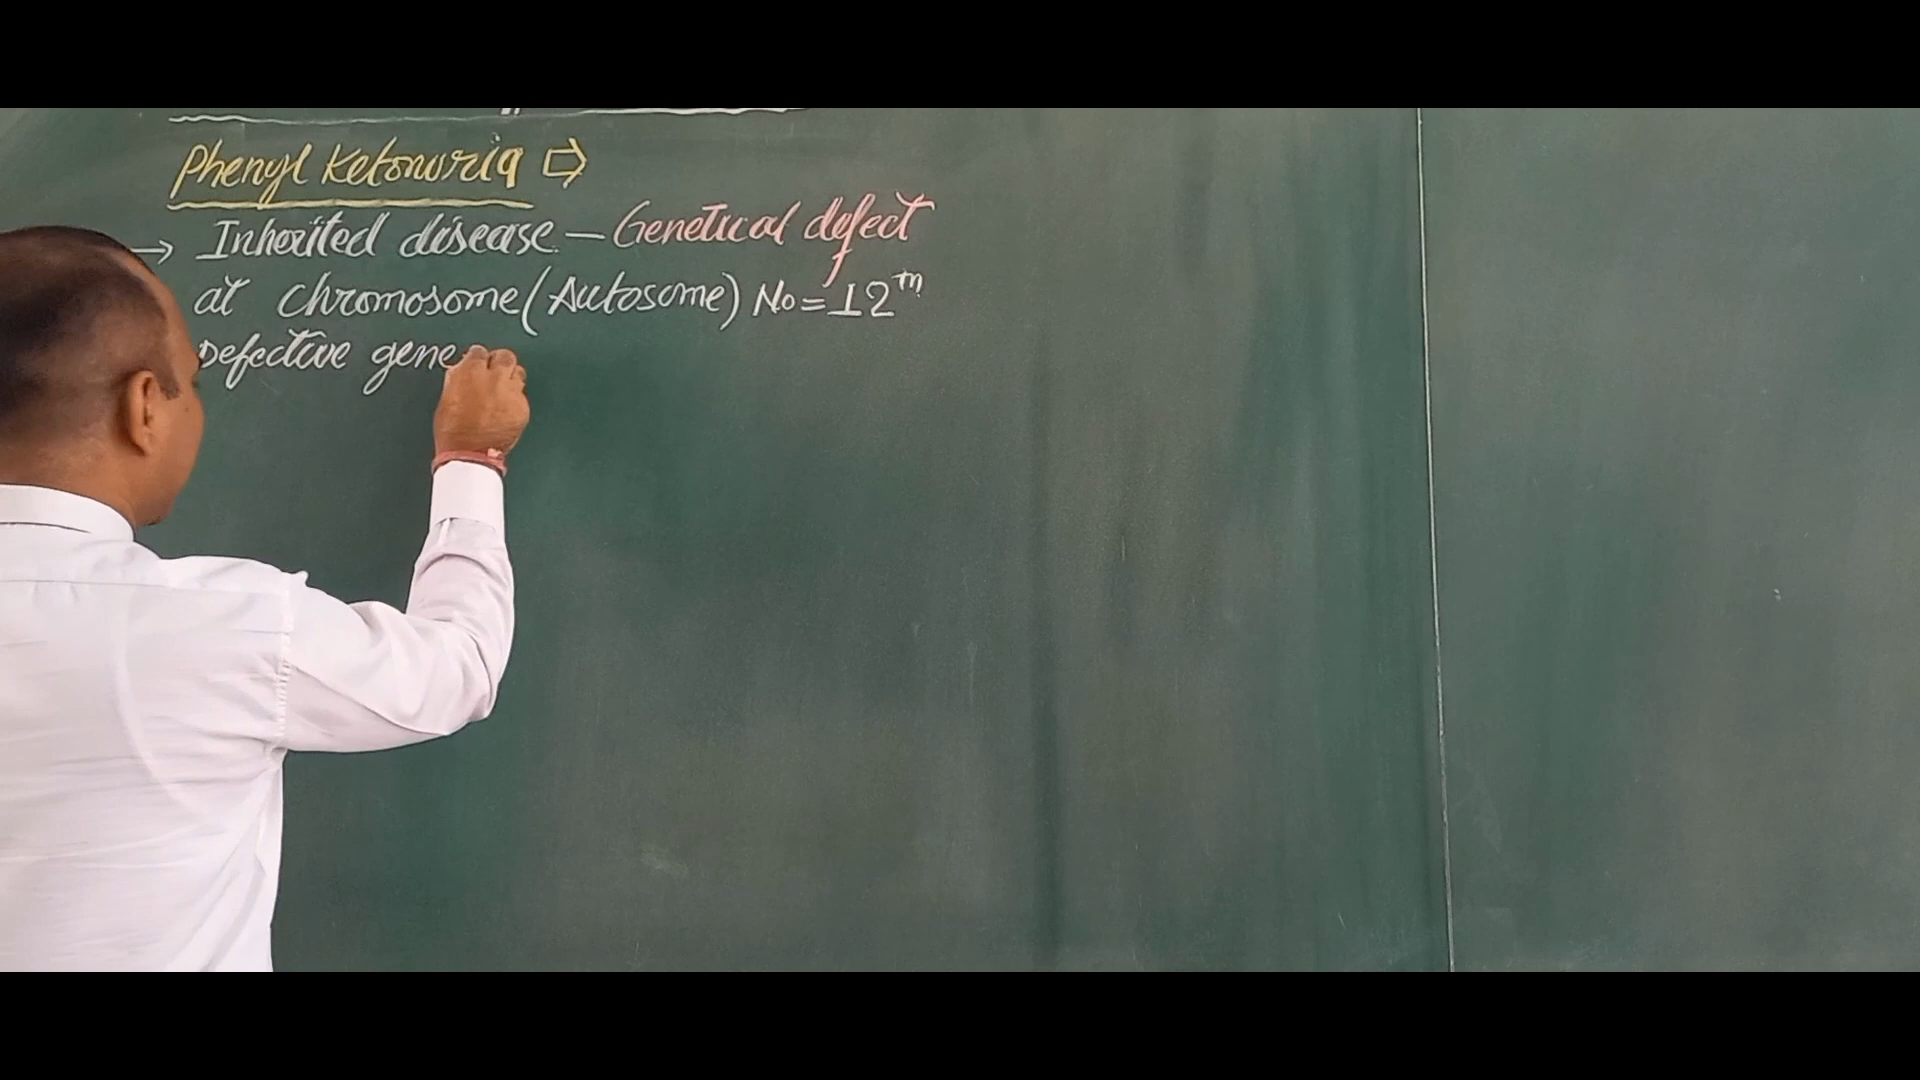 Phenyl Ketonuria ⇨
→ Inherited disease – Genetical defect
at chromosome (Autosome) No = 12th
Defective gene